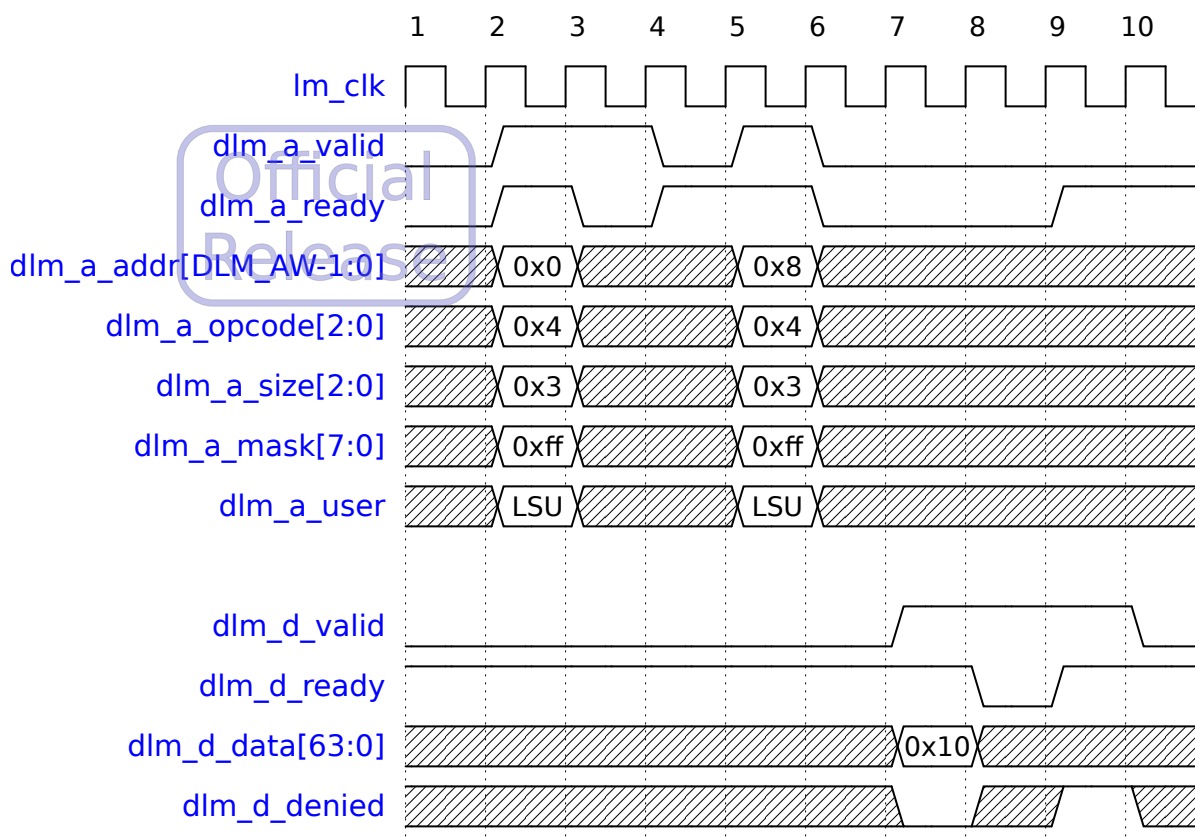 1 2 3 4 5 6 7 8 9 10
lm_clk
dlm_a_valid
dlm_a_ready
dlm_a_addr[DLM_AW-1:0] 0x0 0x8
dlm_a_opcode[2:0] 0x4 0x4
dlm_a_size[2:0] 0x3 0x3
dlm_a_mask[7:0] 0xff 0xff
dlm_a_user LSU LSU
dlm_d_valid
dlm_d_ready
dlm_d_data[63:0] 0x10
dlm_d_denied
Official
Release